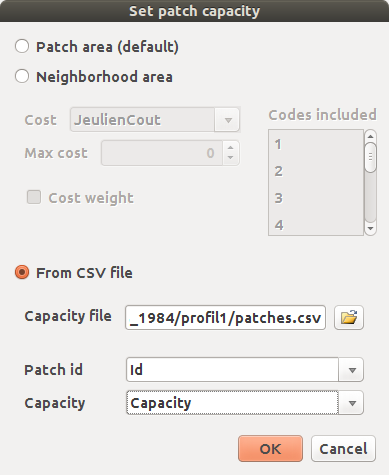 Set patch capacity
Patch area (default)
Neighborhood area
Cost JeulienCout
Codes included
Max cost 0
1
2
3
4
Cost weight
From CSV file
Capacity file _1984/profil1/patches.csv
Patch id Id
Capacity Capacity
OK Cancel